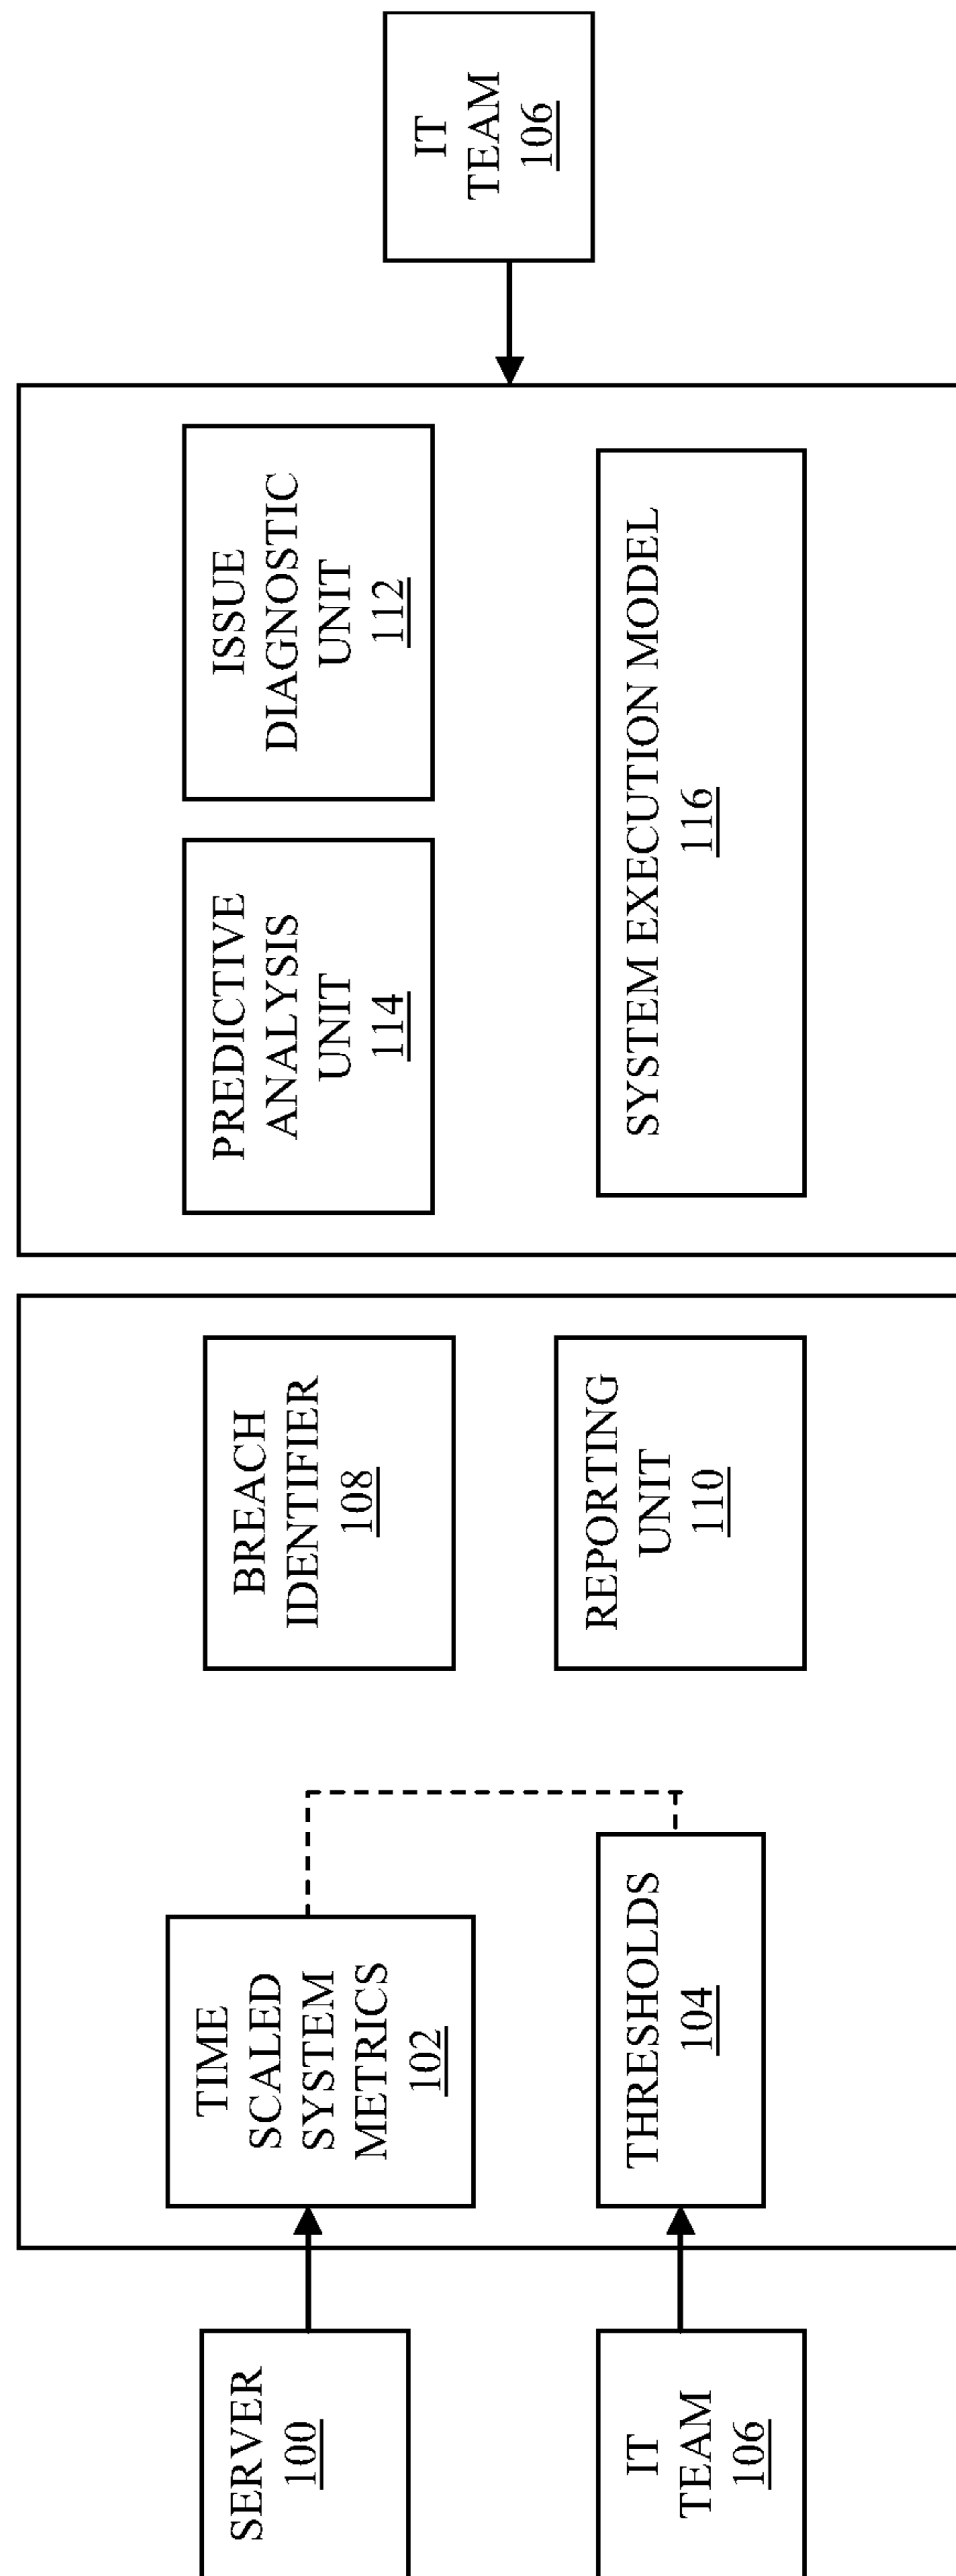 SERVER
100
IT
TEAM
106
TIME
SCALED
SYSTEM
METRICS
102
THRESHOLDS
104
BREACH
IDENTIFIER
108
REPORTING
UNIT
110
PREDICTIVE
ANALYSIS
UNIT
114
ISSUE
DIAGNOSTIC
UNIT
112
SYSTEM EXECUTION MODEL
116
IT
TEAM
106